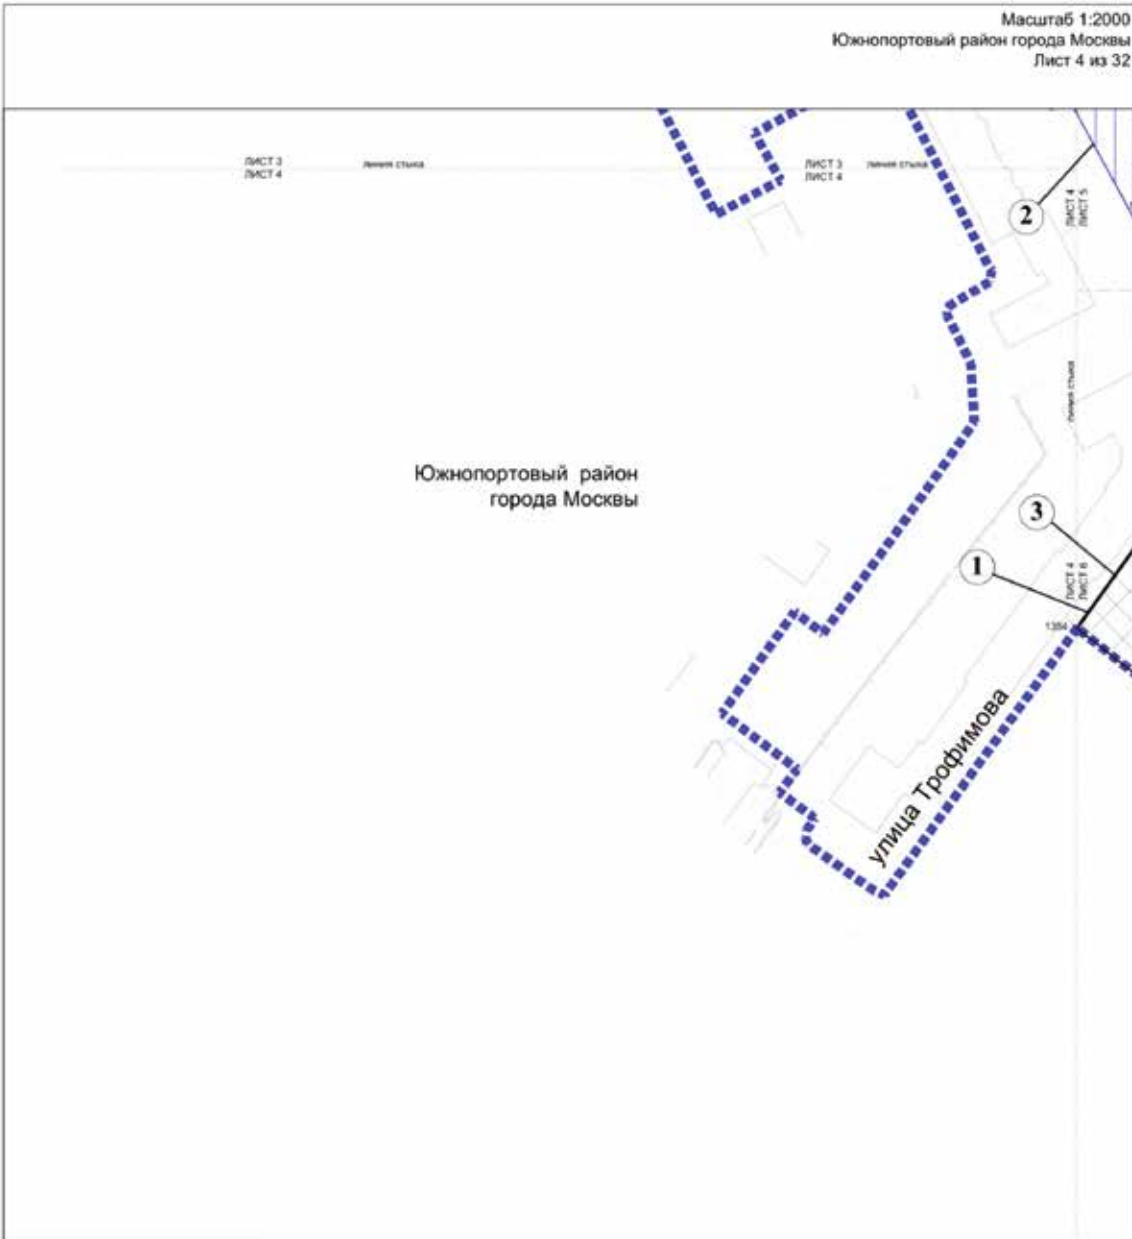 Масштаб 1:2000
Южнопортовый район города Москвы
Лист 4 из 32
ЛИСТ 3
ЛИСТ 4
линия стыка
ЛИСТ 3
ЛИСТ 4
линия стыка
2
ЛИСТ 4
ЛИСТ 5
линия стыка
Южнопортовый район
города Москвы
3
1
ЛИСТ 4
ЛИСТ 6
1384
улица Трофимова